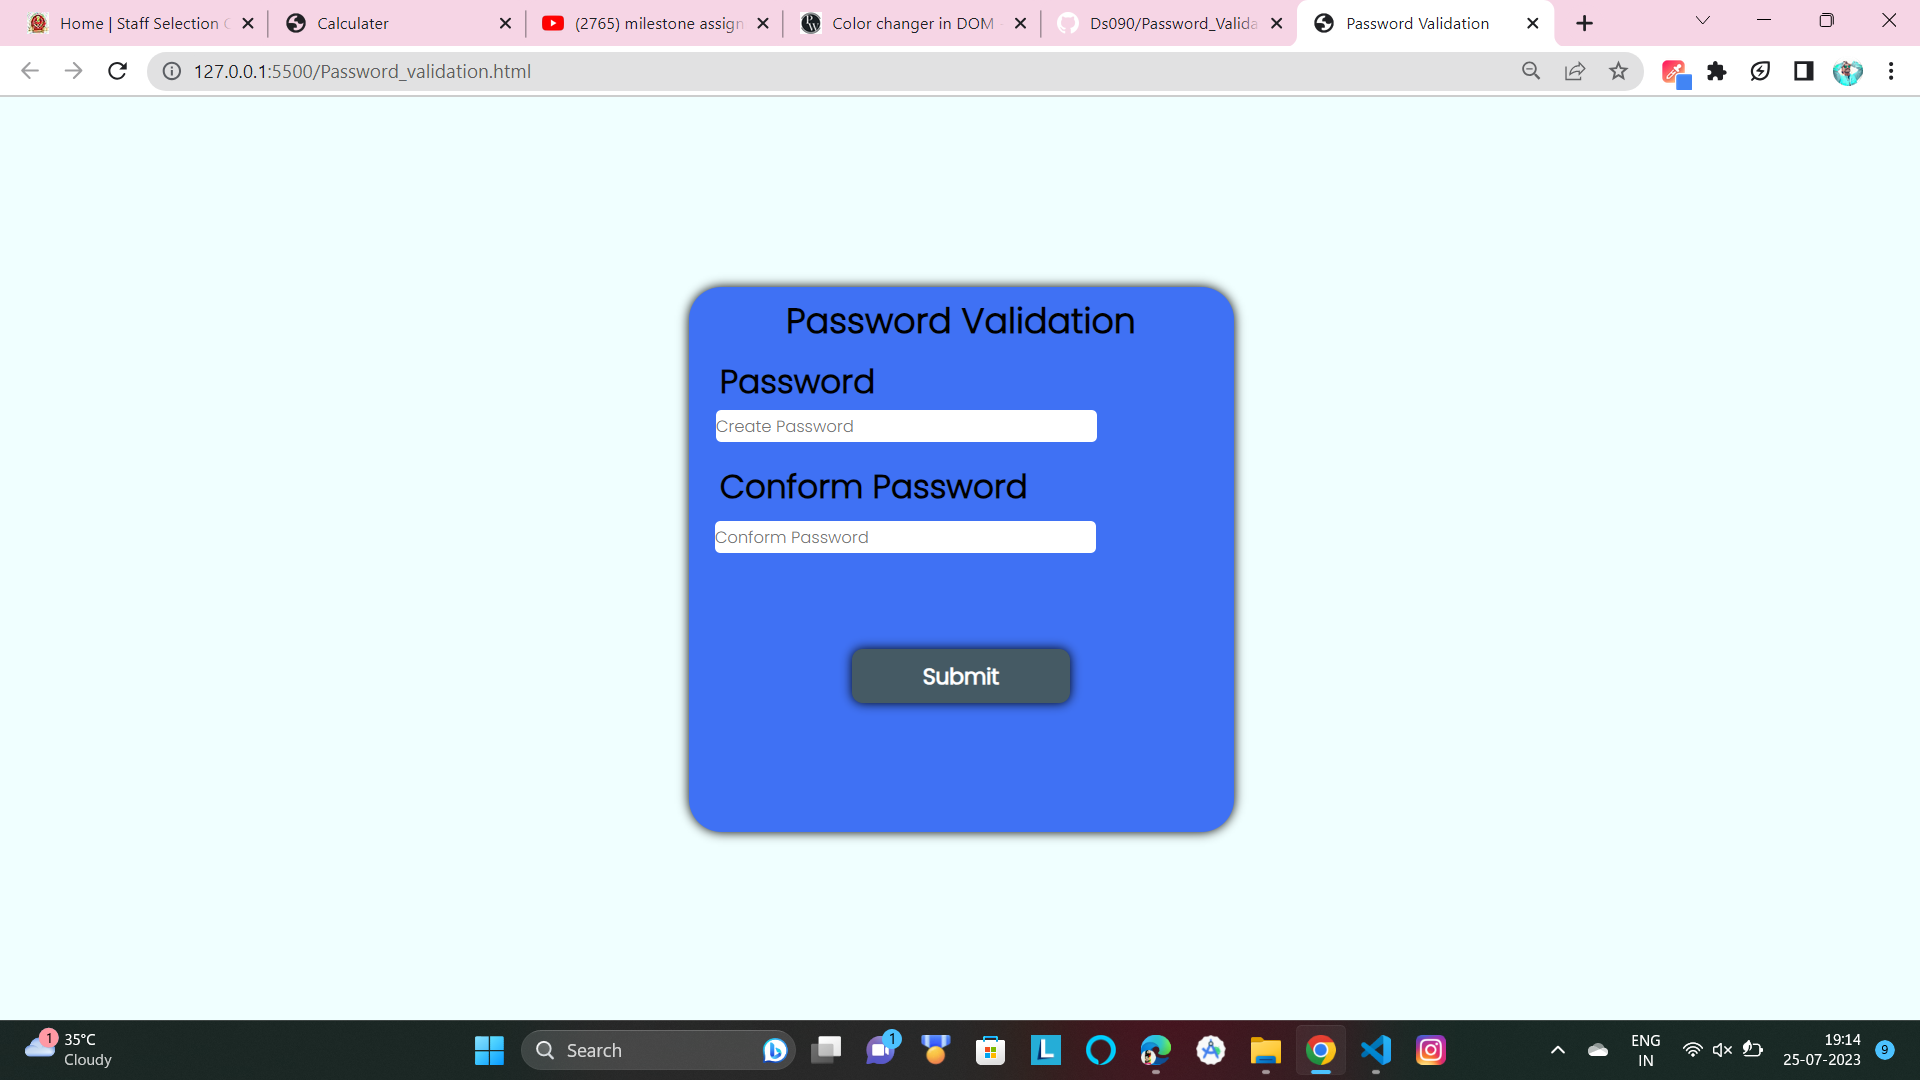 Home | Staff Selection C
Calculater
(2765) milestone assign
Color changer in DOM
Ds090/Password_Valida
Password Validation
127.0.0.1:5500/Password_validation.html
Password Validation
Password
Create Password
Conform Password
Conform Password
Submit
1
35°C
Cloudy
Search
1
L
ENG
IN
19:14
25-07-2023
9